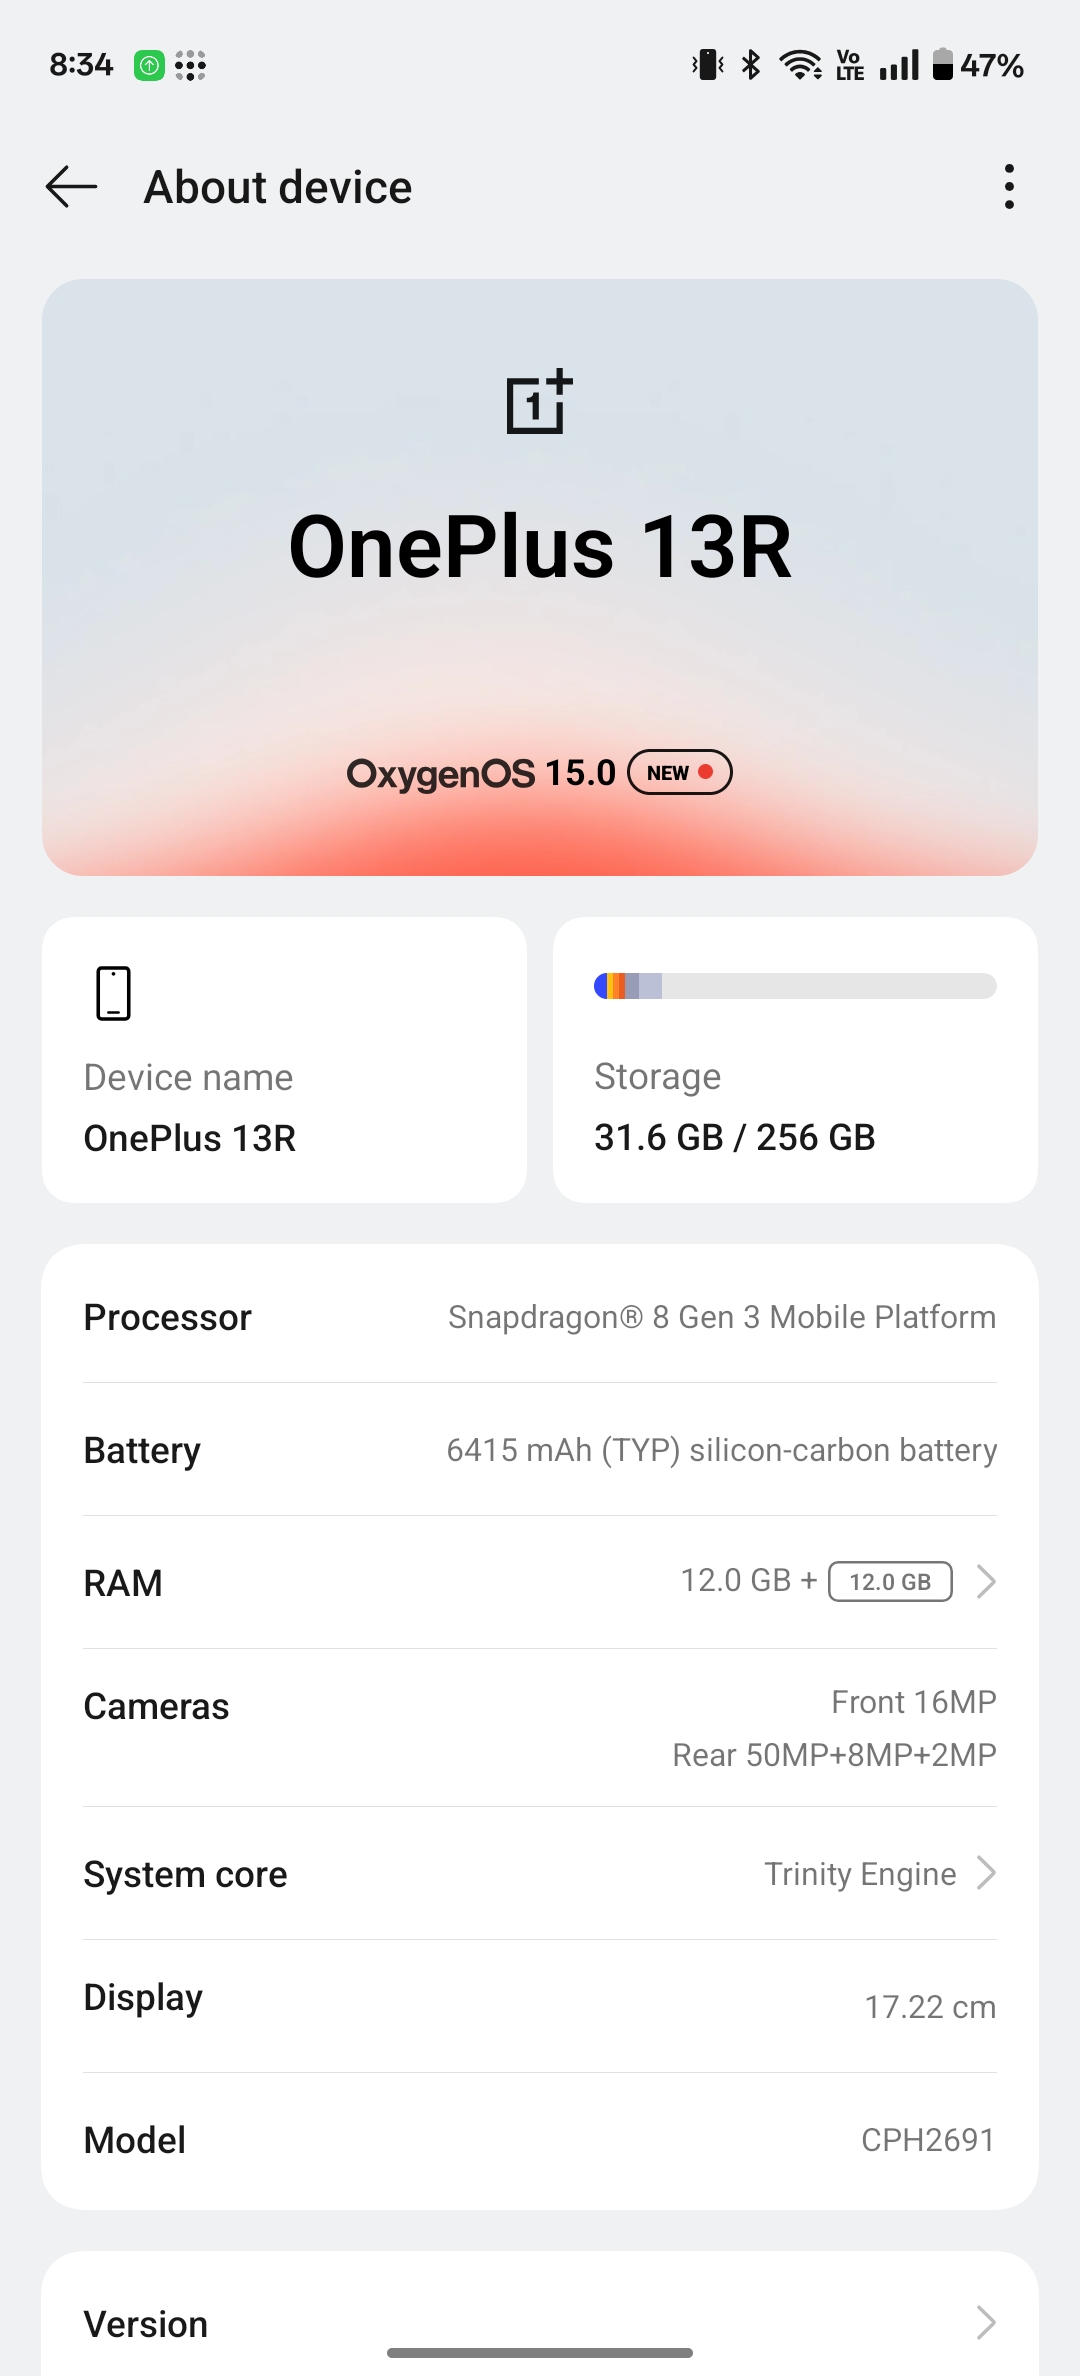 8:34 Vo LTE 47%
About device
1+
OnePlus 13R
OxygenOS 15.0 NEW
Device name
OnePlus 13R
Storage
31.6 GB / 256 GB
Processor Snapdragon® 8 Gen 3 Mobile Platform
Battery 6415 mAh (TYP) silicon-carbon battery
RAM 12.0 GB + 12.0 GB
Cameras Front 16MP
Rear 50MP+8MP+2MP
System core Trinity Engine
Display 17.22 cm
Model CPH2691
Version